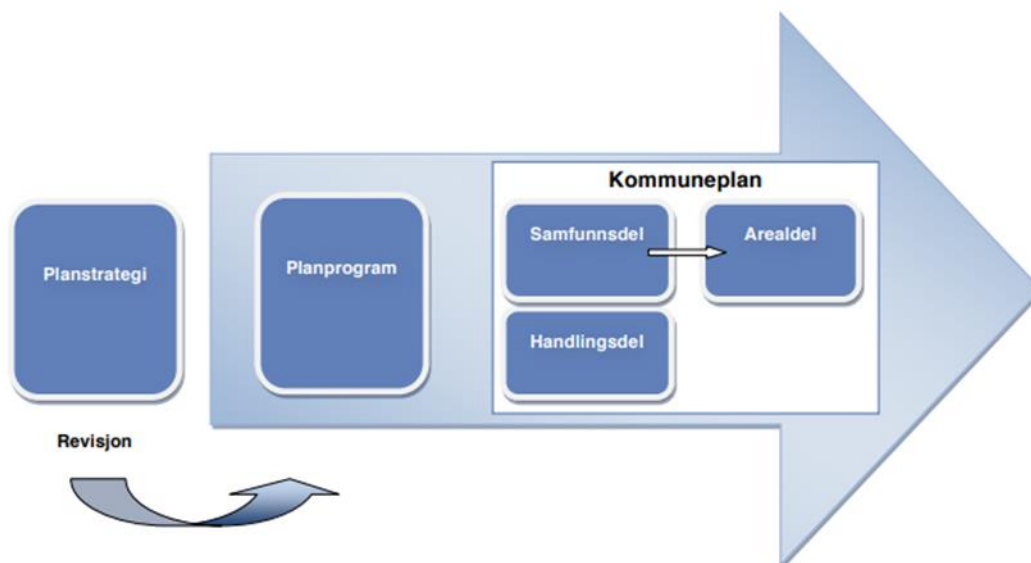 Kommuneplan
Planstrategi
Planprogram
Samfunnsdel
Arealdel
Handlingsdel
Revisjon